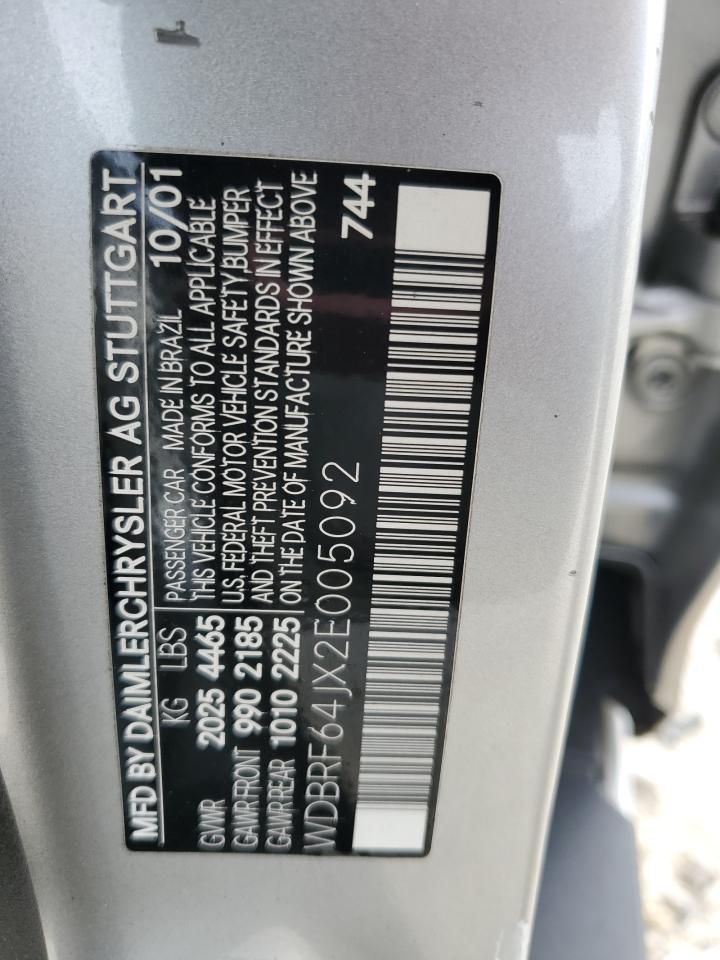 MFD BY DAIMLERCHRYSLER AG STUTTGART
KG LBS PASSENGER CAR MADE IN BRAZIL 10/01
GVWR 2025 4465 THIS VEHICLE CONFORMS TO ALL APPLICABLE
GAWR FRONT 990 2185 U.S. FEDERAL MOTOR VEHICLE SAFETY,BUMPER
GAWR REAR 1010 2225 AND THEFT PREVENTION STANDARDS IN EFFECT
ON THE DATE OF MANUFACTURE SHOWN ABOVE
WDBRF64JX2E005092 744